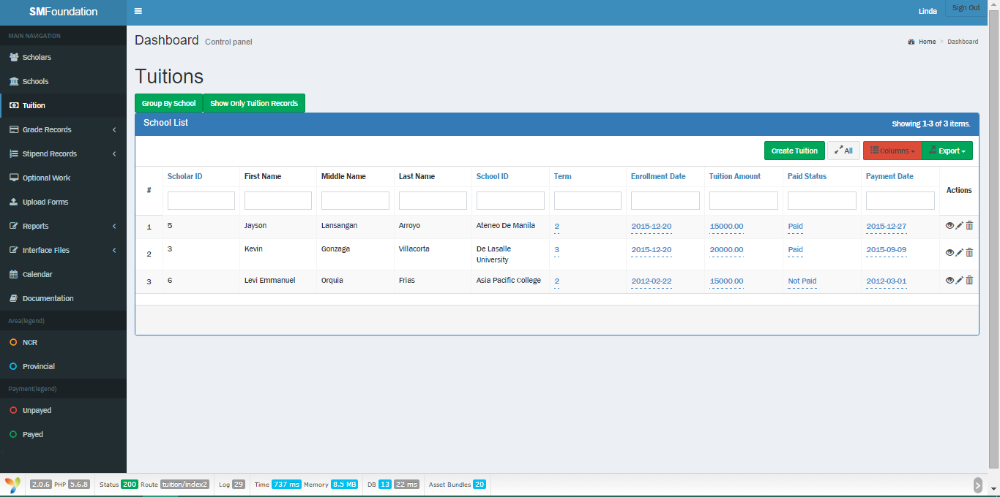 SMFoundation
Linda
Sign Out
MAIN NAVIGATION
Scholars
Schools
Tuition
Grade Records
Stipend Records
Optional Work
Upload Forms
Reports
Interface Files
Calendar
Documentation
Area(legend)
NCR
Provincial
Payment(legend)
Unpayed
Payed
Dashboard Control panel
Home > Dashboard
Tuitions
Group By School Show Only Tuition Records
School List Showing 1-3 of 3 items.
Create Tuition All Columns Export
# Scholar ID First Name Middle Name Last Name School ID Term Enrollment Date Tuition Amount Paid Status Payment Date Actions
1 5 Jayson Lansangan Arroyo Ateneo De Manila 2 2015-12-20 15000.00 Paid 2015-12-27
2 3 Kevin Gonzaga Villacorta De Lasalle University 3 2015-12-20 20000.00 Paid 2015-09-09
3 6 Levi Emmanuel Orquia Frias Asia Pacific College 2 2012-02-22 15000.00 Not Paid 2012-03-01
2.0.6 PHP 5.6.8 Status 200 Route tuition/index2 Log 29 Time 737 ms Memory 8.5 MB DB 13 22 ms Asset Bundles 20